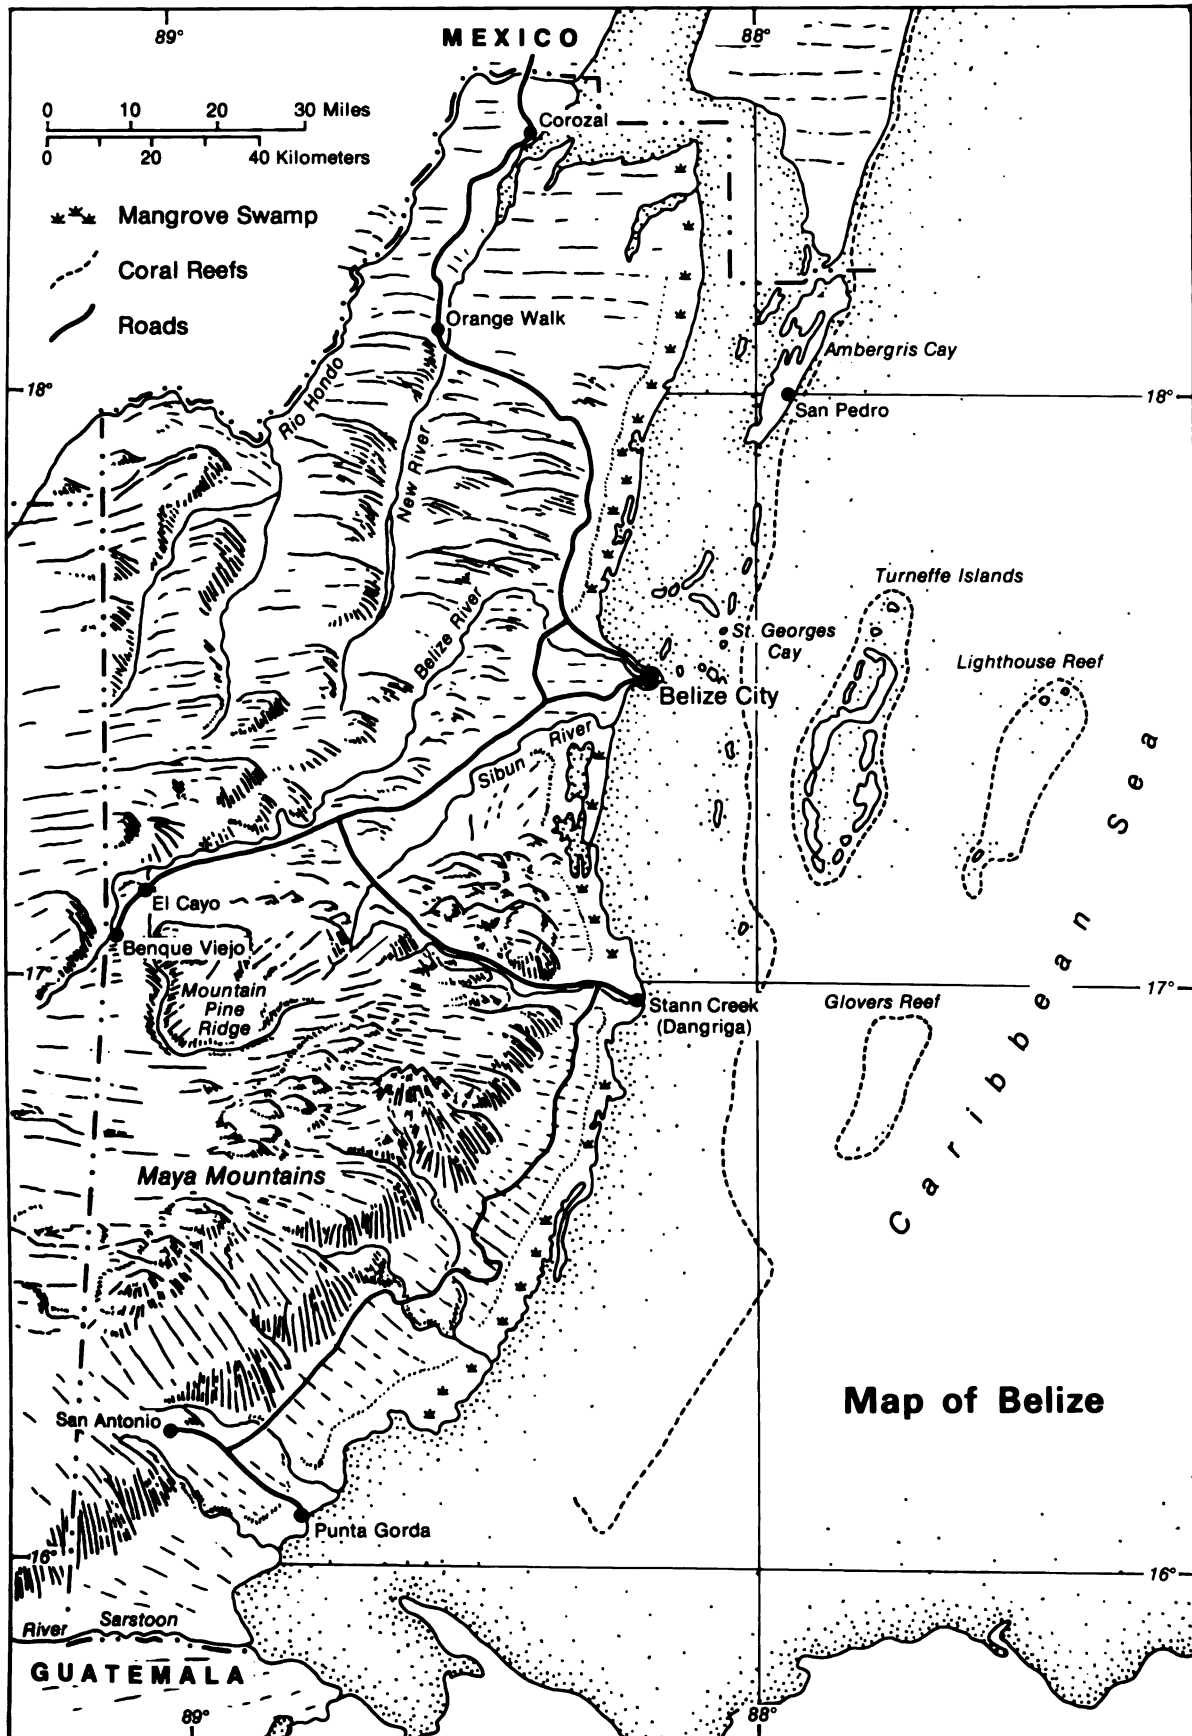 89°
88°
MEXICO
0 10 20 30 Miles
0 20 40 Kilometers
Corozal
Mangrove Swamp
Coral Reefs
Roads
Orange Walk
Ambergris Cay
San Pedro
18°
18°
Rio Hondo
New River
Belize River
Turneffe Islands
St. Georges
Cay
Lighthouse Reef
Belize City
Sibun River
El Cayo
Benque Viejo
Mountain
Pine
Ridge
17°
17°
Stann Creek
(Dangriga)
Glovers Reef
Caribbean Sea
Maya Mountains
Map of Belize
San Antonio
Punta Gorda
16°
16°
River Sarstoon
GUATEMALA
89°
88°